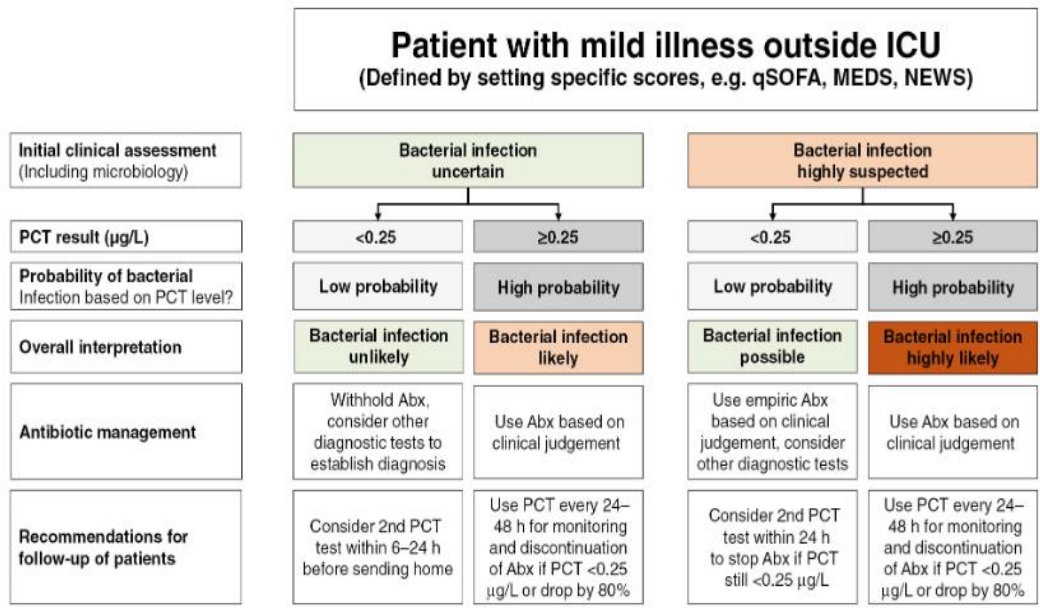 Patient with mild illness outside ICU
(Defined by setting specific scores, e.g. qSOFA, MEDS, NEWS)
Initial clinical assessment
(Including microbiology)
Bacterial infection
uncertain
Bacterial infection
highly suspected
PCT result (µg/L)
<0.25
≥0.25
<0.25
≥0.25
Probability of bacterial
Infection based on PCT level?
Low probability
High probability
Low probability
High probability
Overall interpretation
Bacterial infection
unlikely
Bacterial infection
likely
Bacterial infection
possible
Bacterial infection
highly likely
Antibiotic management
Withhold Abx,
consider other
diagnostic tests to
establish diagnosis
Use Abx based on
clinical judgement
Use empiric Abx
based on clinical
judgement, consider
other diagnostic tests
Use Abx based on
clinical judgement
Recommendations for
follow-up of patients
Consider 2nd PCT
test within 6–24 h
before sending home
Use PCT every 24–
48 h for monitoring
and discontinuation
of Abx if PCT <0.25
µg/L or drop by 80%
Consider 2nd PCT
test within 24 h
to stop Abx if PCT
still <0.25 µg/L
Use PCT every 24–
48 h for monitoring
and discontinuation
of Abx if PCT <0.25
µg/L or drop by 80%